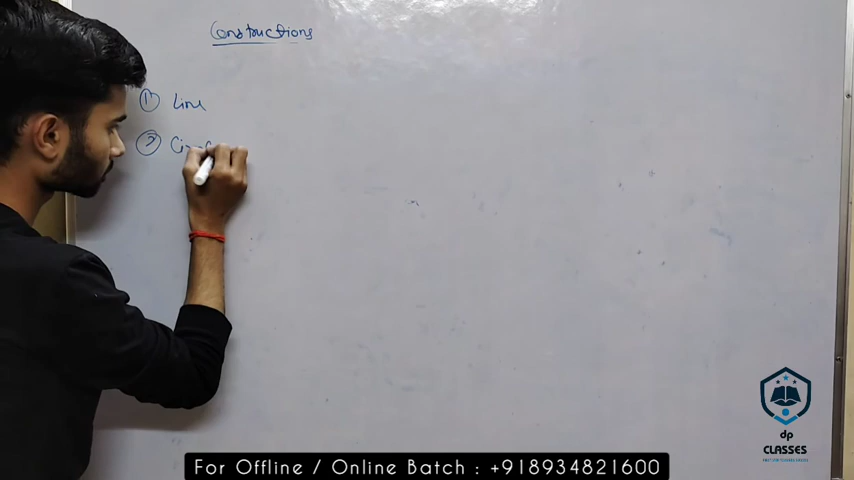 Constructions
① Line
②
dp
CLASSES
For Offline / Online Batch : +918934821600